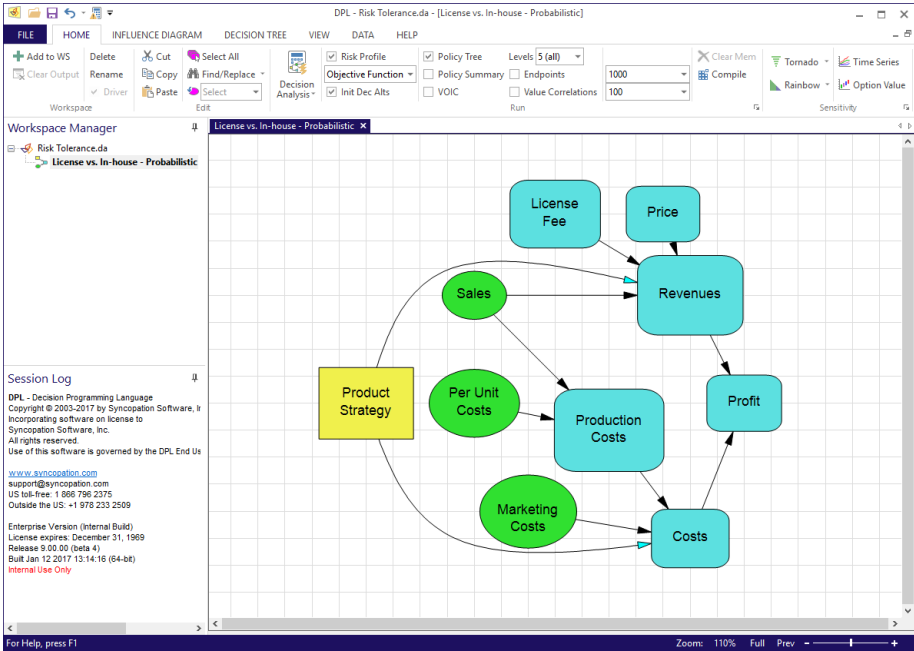 DPL - Risk Tolerance.da - [License vs. In-house - Probabilistic]
FILE HOME INFLUENCE DIAGRAM DECISION TREE VIEW DATA HELP
Add to WS Delete Cut Select All Risk Profile Policy Tree Levels 5 (all) Clear Mem Tornado Time Series
Clear Output Rename Copy Find/Replace Decision Analysis Objective Function Policy Summary Endpoints 1000 Compile Rainbow Option Value
Driver Paste Select Init Dec Alts VOIC Value Correlations 100
Workspace Edit Run Sensitivity
Workspace Manager
Risk Tolerance.da
License vs. In-house - Probabilistic
License vs. In-house - Probabilistic
License
Fee
Price
Sales
Revenues
Product
Strategy
Per Unit
Costs
Production
Costs
Profit
Marketing
Costs
Costs
Session Log
DPL - Decision Programming Language
Copyright © 2003-2017 by Syncopation Software, Ir
Incorporating software on license to
Syncopation Software, Inc.
All rights reserved.
Use of this software is governed by the DPL End Us
www.syncopation.com
support@syncopation.com
US toll-free: 1 866 796 2375
Outside the US: +1 978 233 2509
Enterprise Version (Internal Build)
License expires: December 31, 1969
Release 9.00.00 (beta 4)
Built Jan 12 2017 13:14:16 (64-bit)
Internal Use Only
For Help, press F1
Zoom: 110% Full Prev